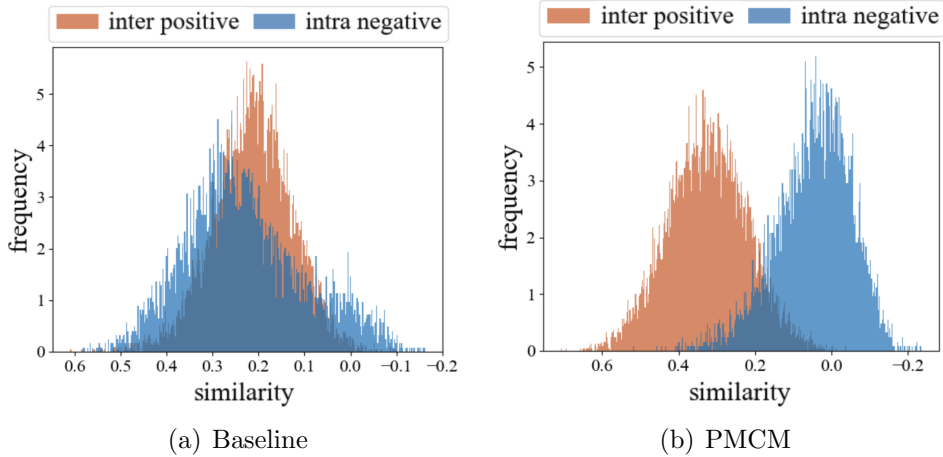 inter positive intra negative
5
4
3
2
1
0
frequency
0.6 0.5 0.4 0.3 0.2 0.1 0.0 −0.1 −0.2
similarity
(a) Baseline
inter positive intra negative
5
4
3
2
1
0
frequency
0.6 0.4 0.2 0.0 −0.2
similarity
(b) PMCM